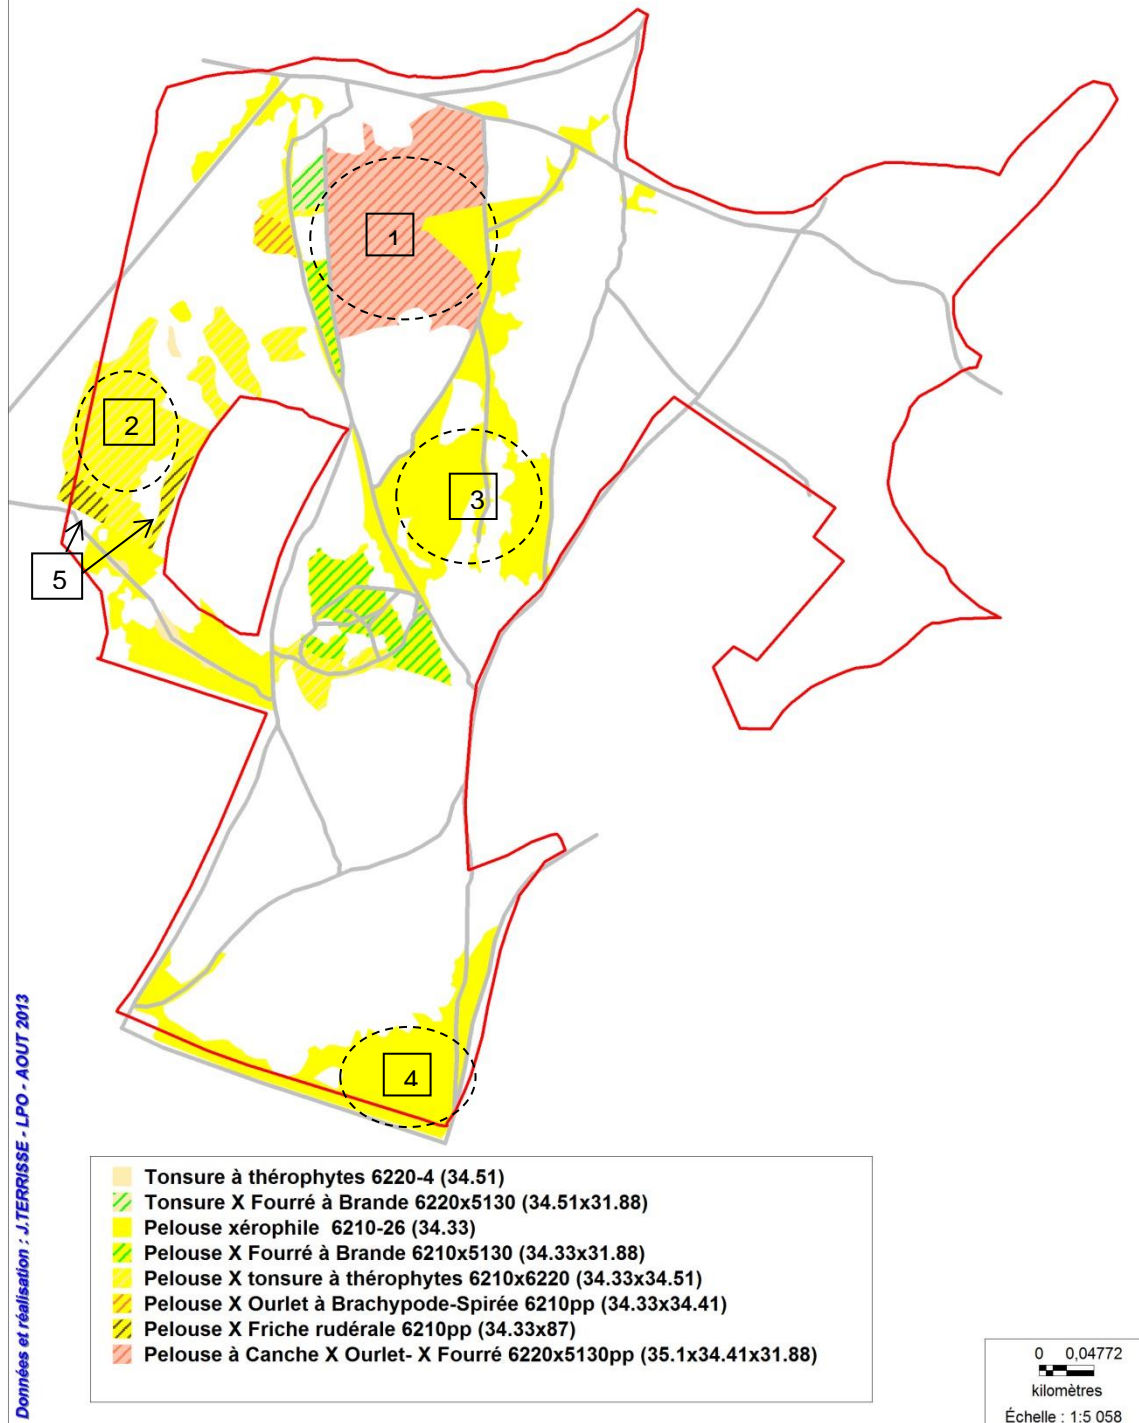 1
2
3
5
4
Données et réalisation : J.TERRISSE - LPO - AOUT 2013
Tonsure à thérophytes 6220-4 (34.51)
Tonsure X Fourré à Brande 6220x5130 (34.51x31.88)
Pelouse xérophile 6210-26 (34.33)
Pelouse X Fourré à Brande 6210x5130 (34.33x31.88)
Pelouse X tonsure à thérophytes 6210x6220 (34.33x34.51)
Pelouse X Ourlet à Brachypode-Spirée 6210pp (34.33x34.41)
Pelouse X Friche rudérale 6210pp (34.33x87)
Pelouse à Canche X Ourlet- X Fourré 6220x5130pp (35.1x34.41x31.88)
0 0,04772
kilomètres
Échelle : 1:5 058